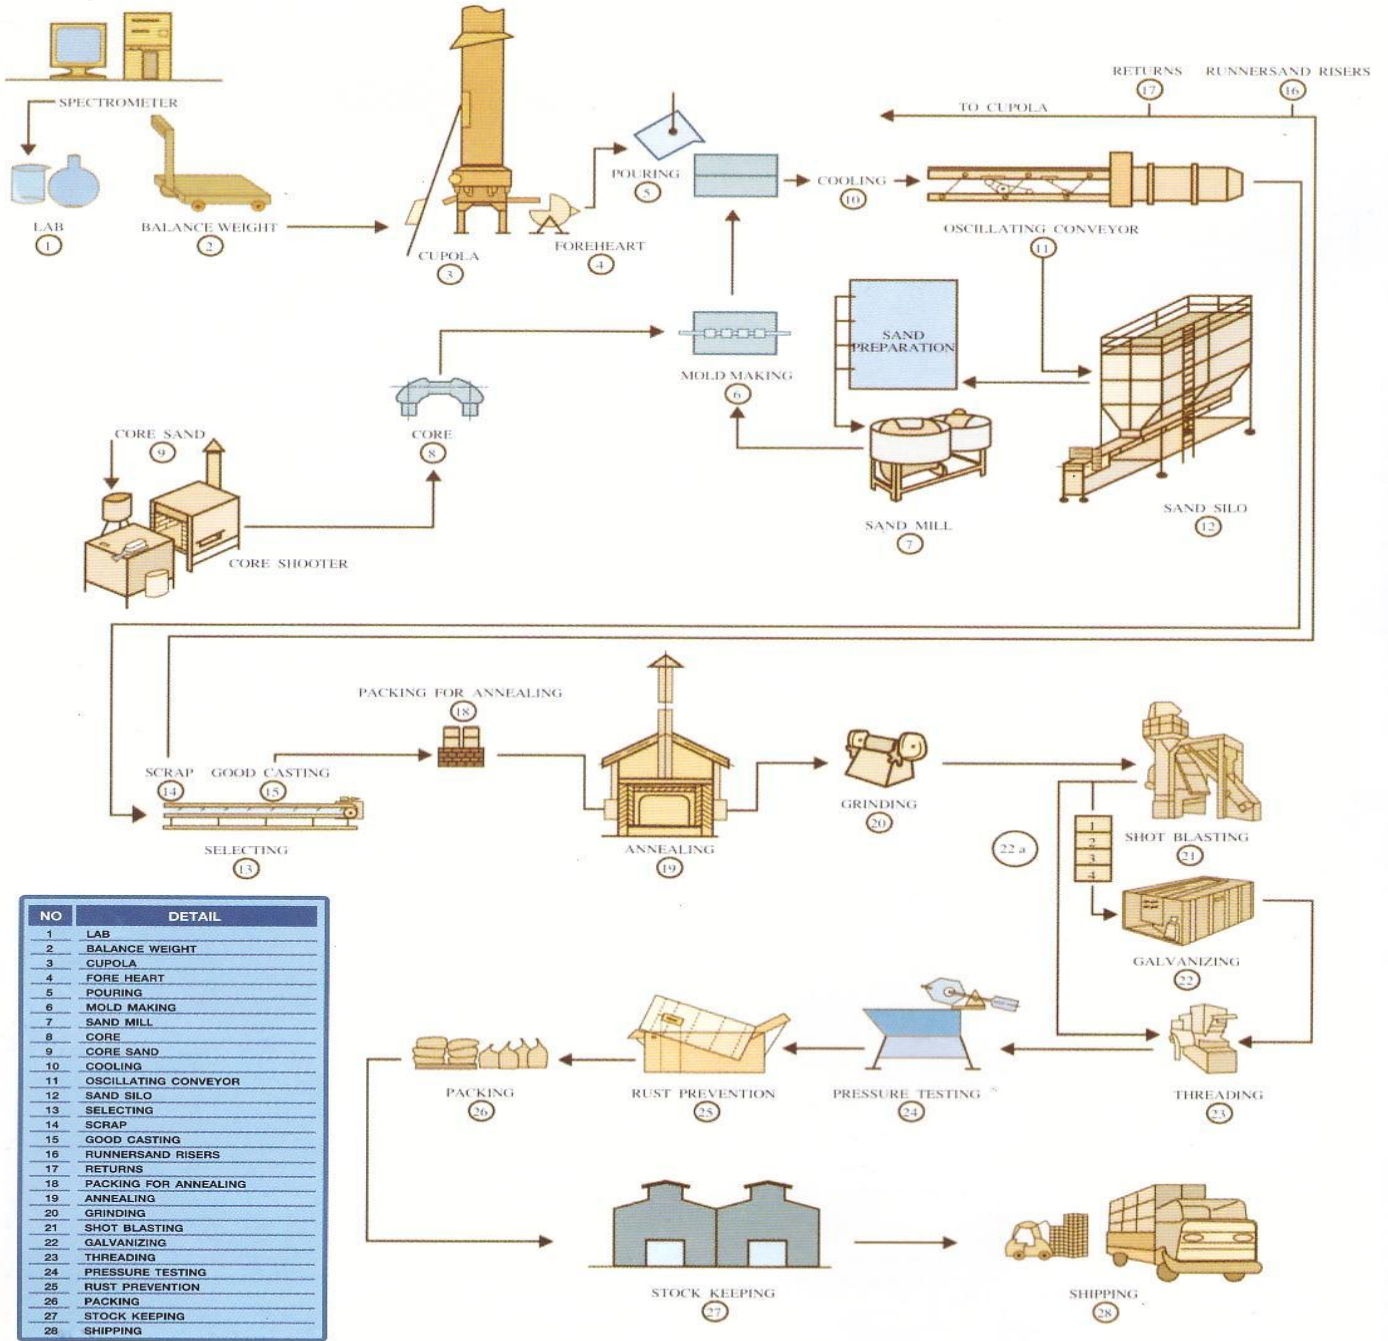 RETURNS RUNNERSAND RISERS
17 16
SPECTROMETER
TO CUPOLA
POURING
5
COOLING
10
LAB
1
BALANCE WEIGHT
2
CUPOLA
3
FOREHEART
4
OSCILLATING CONVEYOR
11
SAND
PREPARATION
MOLD MAKING
6
CORE SAND
9
CORE
8
SAND MILL
7
SAND SILO
12
CORE SHOOTER
PACKING FOR ANNEALING
18
SCRAP
14
GOOD CASTING
15
SELECTING
13
ANNEALING
19
GRINDING
20
22 a
1
2
3
4
SHOT BLASTING
21
GALVANIZING
22
THREADING
23
PRESSURE TESTING
24
RUST PREVENTION
25
PACKING
26
STOCK KEEPING
27
SHIPPING
28
NO DETAIL
1 LAB
2 BALANCE WEIGHT
3 CUPOLA
4 FORE HEART
5 POURING
6 MOLD MAKING
7 SAND MILL
8 CORE
9 CORE SAND
10 COOLING
11 OSCILLATING CONVEYOR
12 SAND SILO
13 SELECTING
14 SCRAP
15 GOOD CASTING
16 RUNNERSAND RISERS
17 RETURNS
18 PACKING FOR ANNEALING
19 ANNEALING
20 GRINDING
21 SHOT BLASTING
22 GALVANIZING
23 THREADING
24 PRESSURE TESTING
25 RUST PREVENTION
26 PACKING
27 STOCK KEEPING
28 SHIPPING